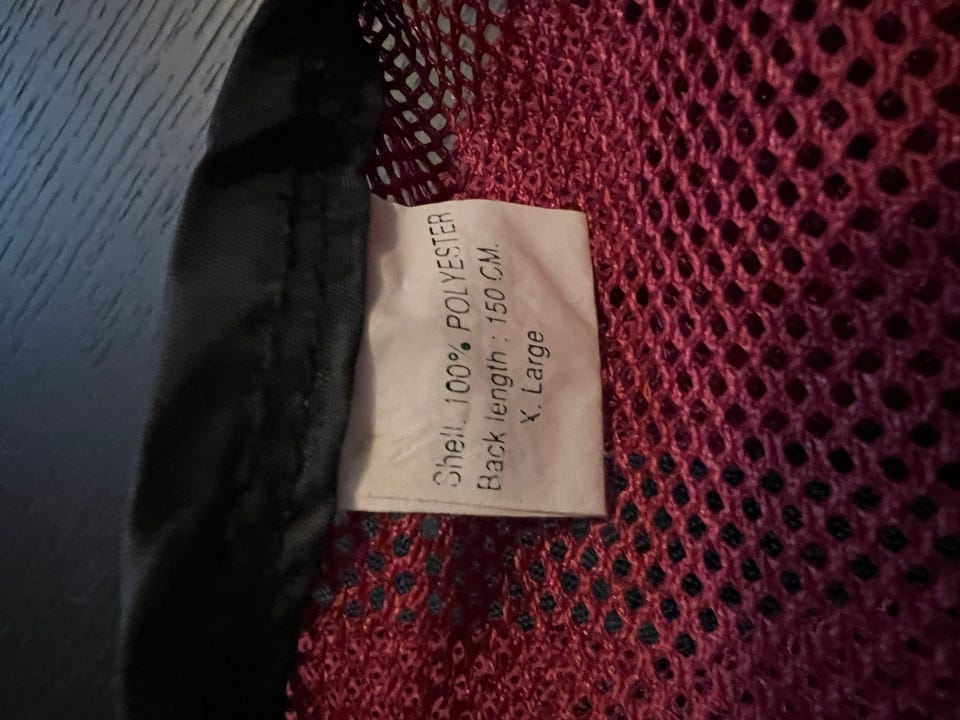 Shell. 100% POLYESTER.
Back length : 150 CM.
X. Large